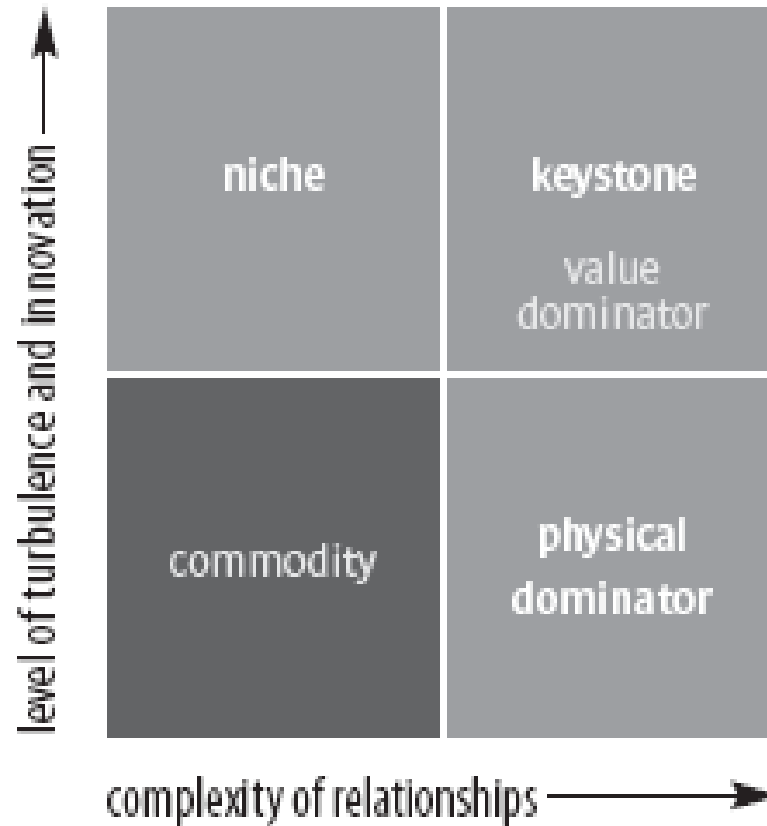 level of turbulence and innovation
niche
keystone
value
dominator
commodity
physical
dominator
complexity of relationships